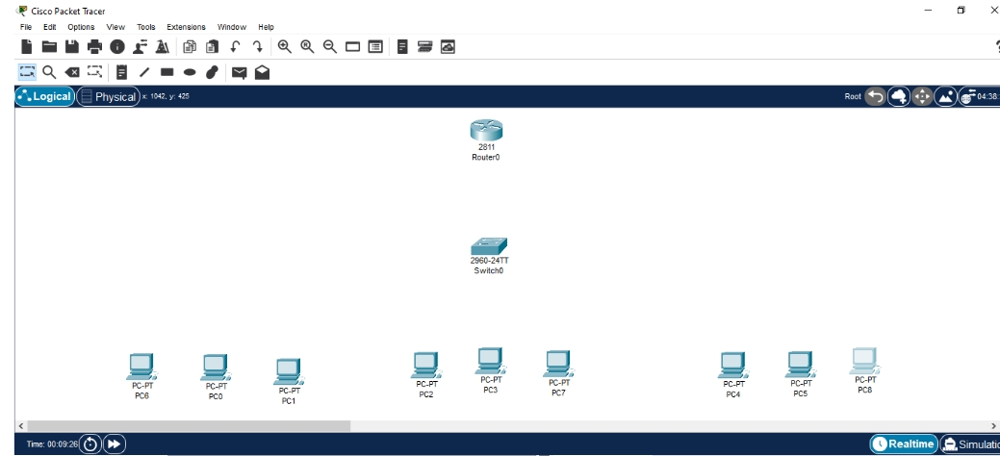 Cisco Packet Tracer
File Edit Options View Tools Extensions Window Help
Logical Physical x: 1042, y: 425 Root 04:38:
2811
Router0
2960-24TT
Switch0
PC-PT PC-PT PC-PT PC-PT PC-PT PC-PT PC-PT PC-PT PC-PT
PC6 PC0 PC1 PC2 PC3 PC7 PC4 PC5 PC8
Time: 00:09:26 Realtime Simulatio